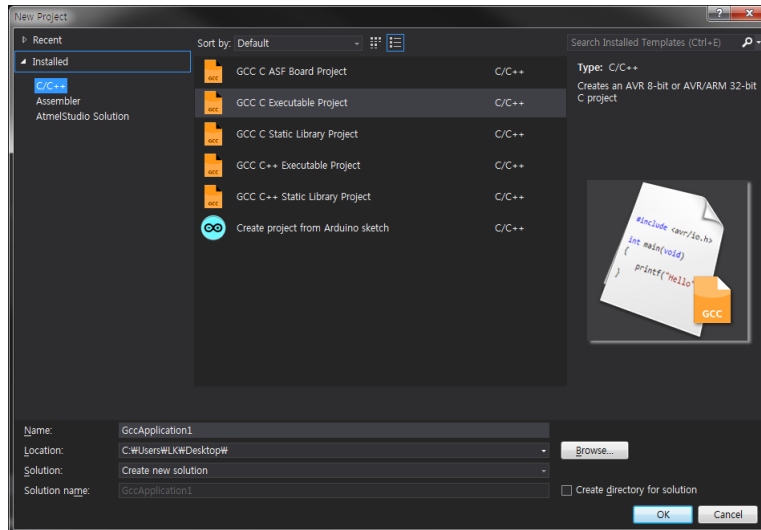 New Project
Recent
Installed
C/C++
Assembler
AtmelStudio Solution
Sort by: Default
Search Installed Templates (Ctrl+E)
GCC C ASF Board Project C/C++
GCC C Executable Project C/C++
GCC C Static Library Project C/C++
GCC C++ Executable Project C/C++
GCC C++ Static Library Project C/C++
Create project from Arduino sketch C/C++
Type: C/C++
Creates an AVR 8-bit or AVR/ARM 32-bit
C project
#include <avr/io.h>
int main(void)
{
printf("Hello"
}
GCC
Name: GccApplication1
Location: C:₩Users₩LK₩Desktop₩
Browse...
Solution: Create new solution
Solution name: GccApplication1
Create directory for solution
OK Cancel